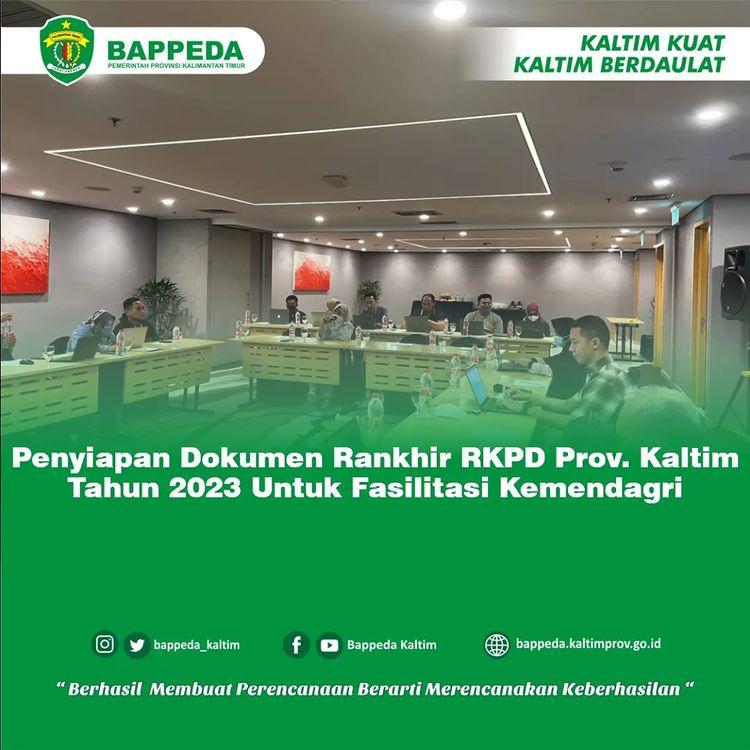 BAPPEDA
PEMERINTAH PROVINSI KALIMANTAN TIMUR
KALTIM KUAT
KALTIM BERDAULAT
Penyiapan Dokumen Rankhir RKPD Prov. Kaltim
Tahun 2023 Untuk Fasilitasi Kemendagri
bappeda_kaltim
Bappeda Kaltim
bappeda.kaltimprov.go.id
“ Berhasil Membuat Perencanaan Berarti Merencanakan Keberhasilan “